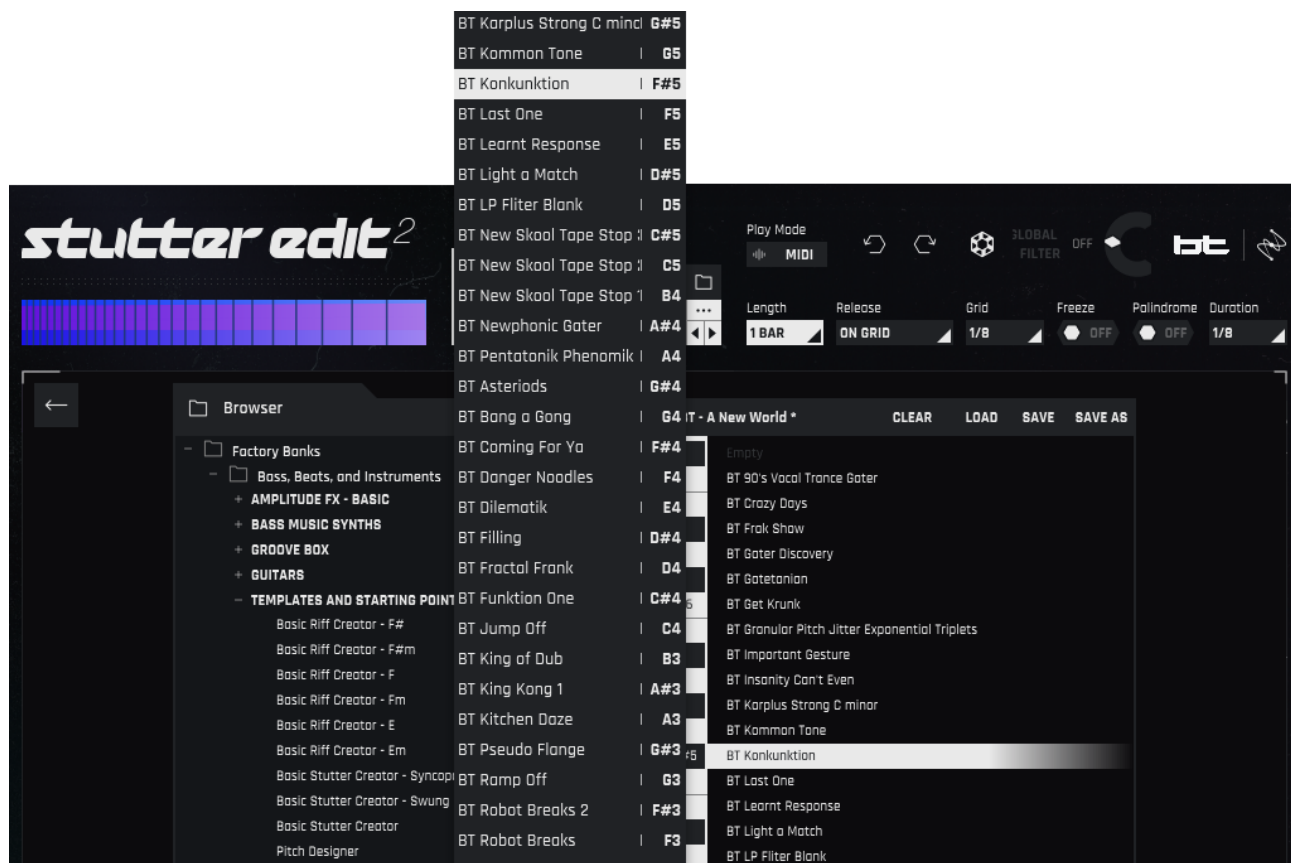 BT Karplus Strong C minc G#5
BT Kommon Tone | G5
BT Konkunktion | F#5
BT Last One | F5
BT Learnt Response | E5
BT Light a Match | D#5
BT LP Fliter Blank | D5
BT New Skool Tape Stop C#5
BT New Skool Tape Stop C5
BT New Skool Tape Stop B4
BT Newphonic Gater | A#4
BT Pentatonik Phenomik | A4
BT Asteriods | G#4
BT Bang a Gong | G4
BT Coming For Ya | F#4
BT Danger Noodles | F4
BT Dilematik | E4
BT Filling | D#4
BT Fractal Frank | D4
BT Funktion One | C#4
BT Jump Off | C4
BT King of Dub | B3
BT King Kong 1 | A#3
BT Kitchen Daze | A3
BT Pseudo Flange | G#3
BT Ramp Off | G3
BT Robot Breaks 2 | F#3
BT Robot Breaks | F3
stutter edit 2
Play Mode
MIDI
GLOBAL
FILTER
OFF
bt
Length
1 BAR
Release
ON GRID
Grid
1/8
Freeze
OFF
Palindrome
OFF
Duration
1/8
Browser
Factory Banks
Bass, Beats, and Instruments
+ AMPLITUDE FX - BASIC
+ BASS MUSIC SYNTHS
+ GROOVE BOX
+ GUITARS
- TEMPLATES AND STARTING POINT
Basic Riff Creator - F#
Basic Riff Creator - F#m
Basic Riff Creator - F
Basic Riff Creator - Fm
Basic Riff Creator - E
Basic Riff Creator - Em
Basic Stutter Creator - Syncop
Basic Stutter Creator - Swung
Basic Stutter Creator
Pitch Designer
BT - A New World * CLEAR LOAD SAVE SAVE AS
Empty
BT 90's Vocal Trance Gater
BT Crazy Days
BT Frak Show
BT Gater Discovery
BT Gatetonian
BT Get Krunk
BT Granular Pitch Jitter Exponential Triplets
BT Important Gesture
BT Insanity Can't Even
BT Karplus Strong C minor
BT Kommon Tone
BT Konkunktion
BT Last One
BT Learnt Response
BT Light a Match
BT LP Fliter Blank